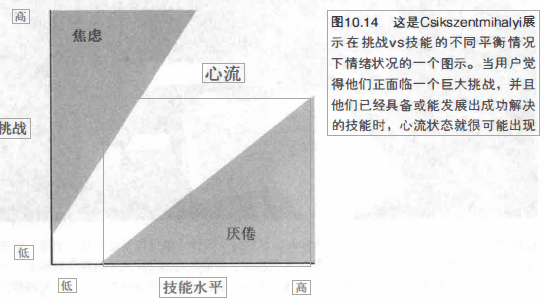 高
焦虑
心流
挑战
厌倦
低
低
技能水平
高
图10.14 这是Csikszentmihalyi展
示在挑战vs技能的不同平衡情况
下情绪状况的一个图示。当用户觉
得他们正面临一个巨大挑战，并且
他们已经具备或能发展出成功解决
的技能时，心流状态就很可能出现